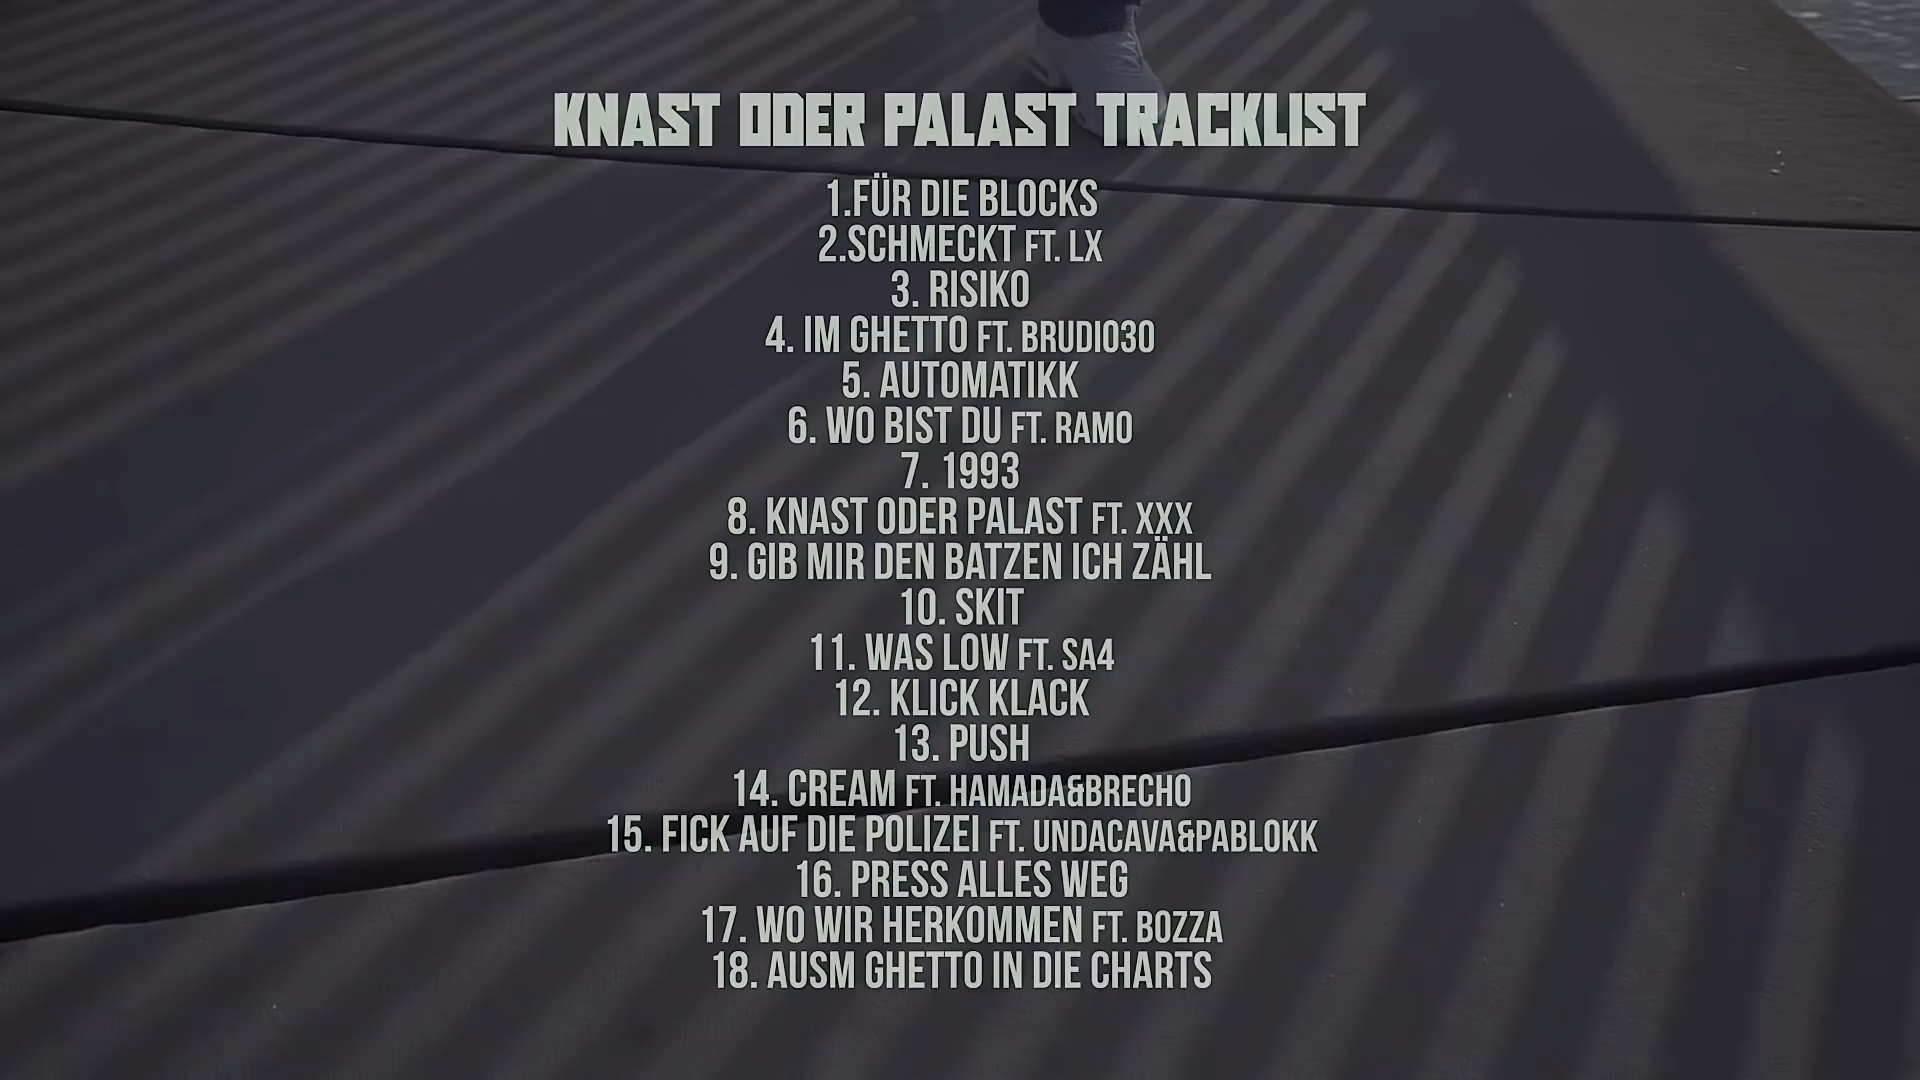 KNAST ODER PALAST TRACKLIST
1.FÜR DIE BLOCKS
2.SCHMECKT FT. LX
3. RISIKO
4. IM GHETTO FT. BRUDI030
5. AUTOMATIKK
6. WO BIST DU FT. RAMO
7. 1993
8. KNAST ODER PALAST FT. XXX
9. GIB MIR DEN BATZEN ICH ZÄHL
10. SKIT
11. WAS LOW FT. SA4
12. KLICK KLACK
13. PUSH
14. CREAM FT. HAMADA&BRECHO
15. FICK AUF DIE POLIZEI FT. UNDACAVA&PABLOKK
16. PRESS ALLES WEG
17. WO WIR HERKOMMEN FT. BOZZA
18. AUSM GHETTO IN DIE CHARTS